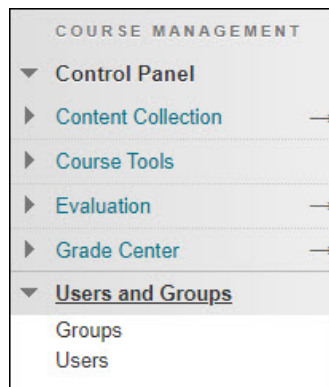 COURSE MANAGEMENT
Control Panel
Content Collection
Course Tools
Evaluation
Grade Center
Users and Groups
Groups
Users